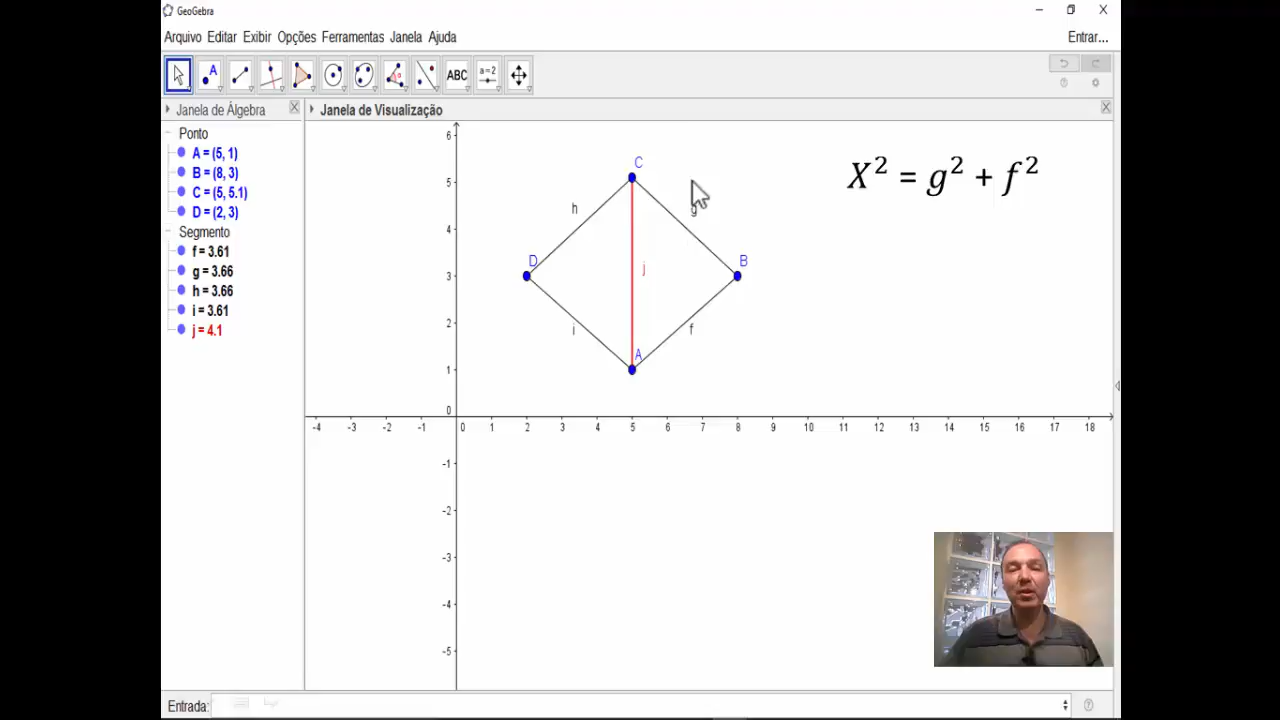 GeoGebra
Arquivo Editar Exibir Opções Ferramentas Janela Ajuda
Entrar...
A
ABC
a=2
Janela de Álgebra
Janela de Visualização
Ponto
A = (5, 1)
B = (8, 3)
C = (5, 5.1)
D = (2, 3)
Segmento
f = 3.61
g = 3.66
h = 3.66
i = 3.61
j = 4.1
X² = g² + f²
C
h
g
D
B
j
i
f
A
6
5
4
3
2
1
0
-1
-2
-3
-4
-5
-4 -3 -2 -1 0 1 2 3 4 5 6 7 8 9 10 11 12 13 14 15 16 17 18
Entrada: